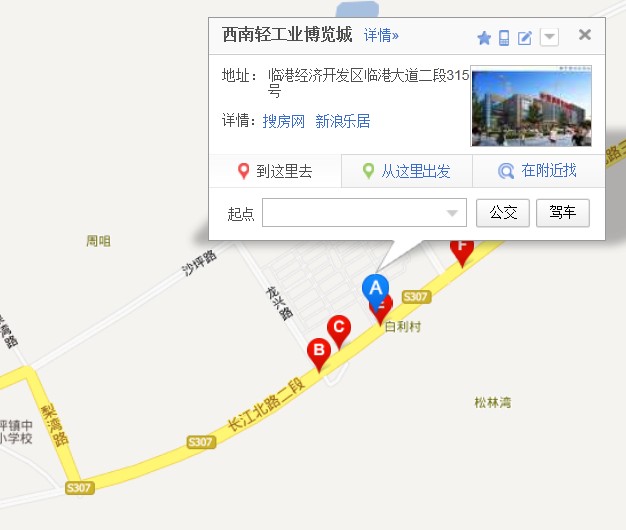 西南轻工业博览城 详情»
地址： 临港经济开发区临港大道二段315
号
详情：搜房网 新浪乐居
到这里去 从这里出发 在附近找
起点 公交 驾车
路三
周咀
沙坪路
F
龙兴路
A
S307
C
白利村
B
湾路
长江北路二段
松林湾
梨湾路
坪镇中
小学校
S307
S307